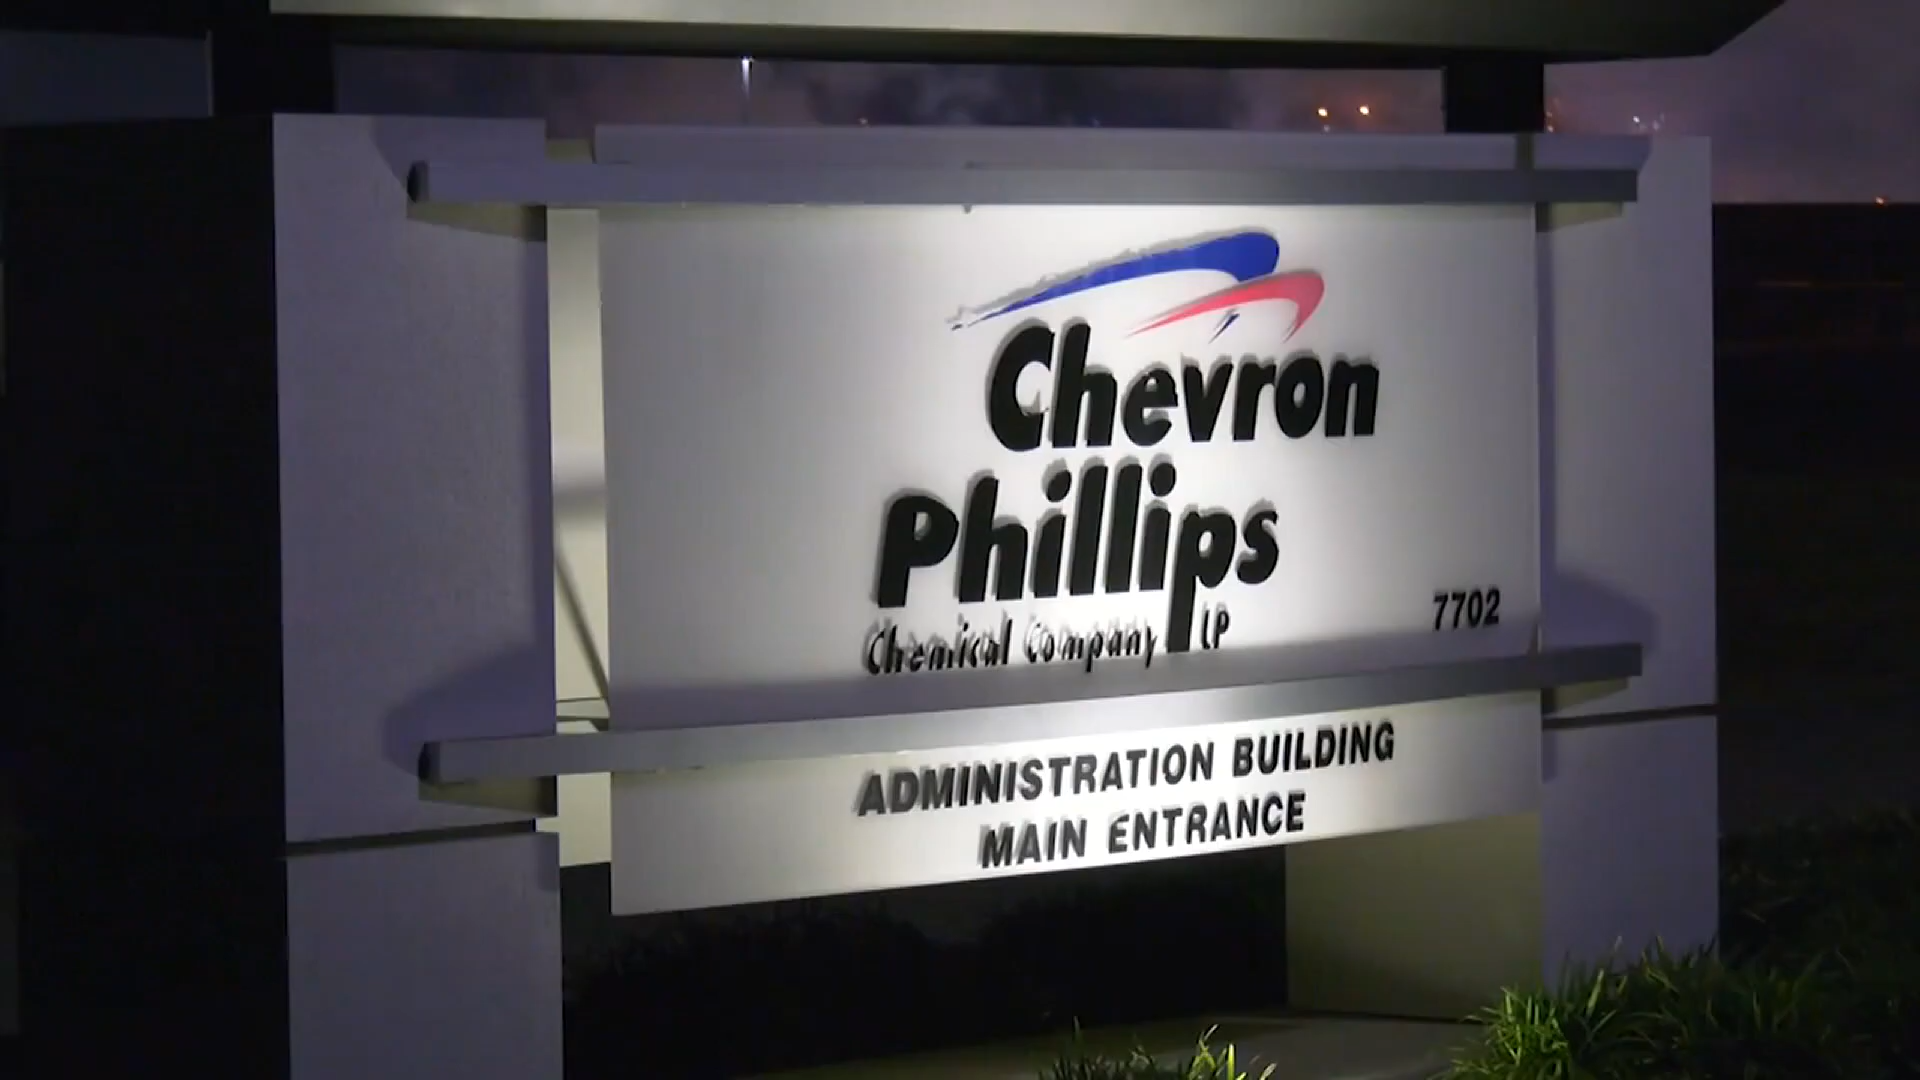 Chevron
Phillips
Chemical Company LP
7702
ADMINISTRATION BUILDING
MAIN ENTRANCE